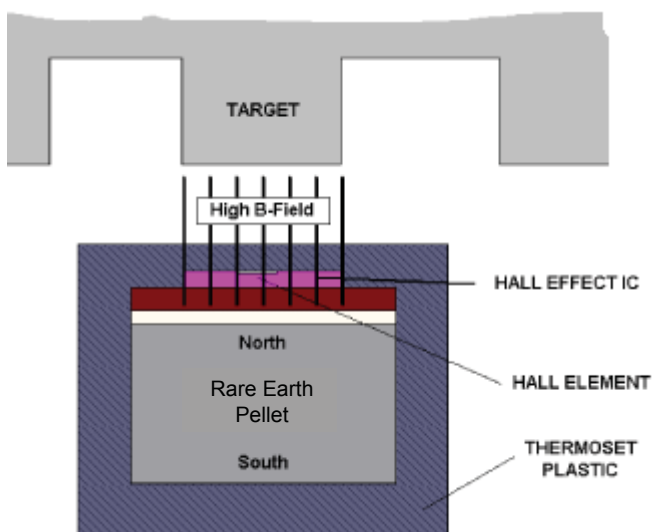 TARGET
High B-Field
HALL EFFECT IC
North
HALL ELEMENT
Rare Earth
Pellet
THERMOSET
PLASTIC
South